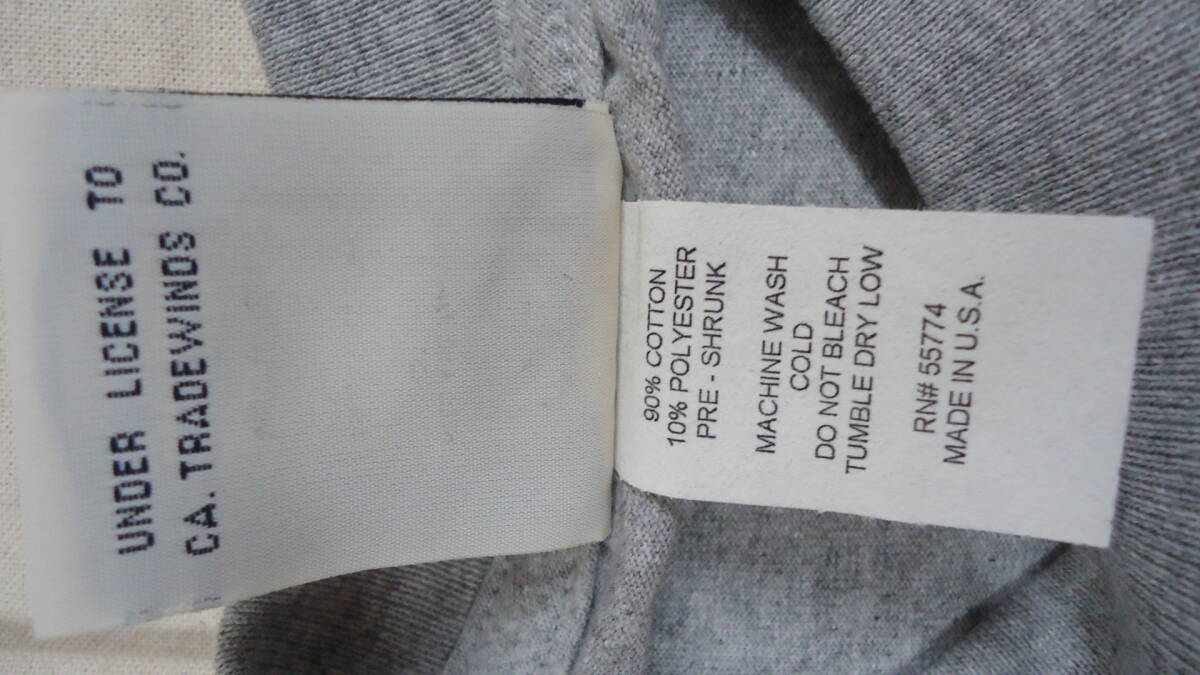 UNDER LICENSE TO
CA. TRADEWINDS CO.
90% COTTON
10% POLYESTER
PRE - SHRUNK
MACHINE WASH
COLD
DO NOT BLEACH
TUMBLE DRY LOW
RN# 55774
MADE IN U.S.A.